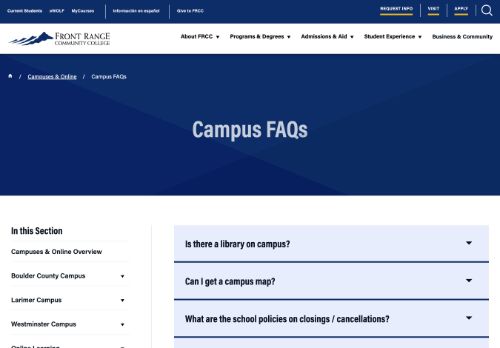 Current Students eWOLF MyCourses Información en español Give to FRCC REQUEST INFO VISIT APPLY
FRONT RANGE
COMMUNITY COLLEGE
About FRCC Programs & Degrees Admissions & Aid Student Experience Business & Community
/ Campuses & Online / Campus FAQs
Campus FAQs
In this Section
Campuses & Online Overview
Boulder County Campus
Larimer Campus
Westminster Campus
Online Learning
Is there a library on campus?
Can I get a campus map?
What are the school policies on closings / cancellations?